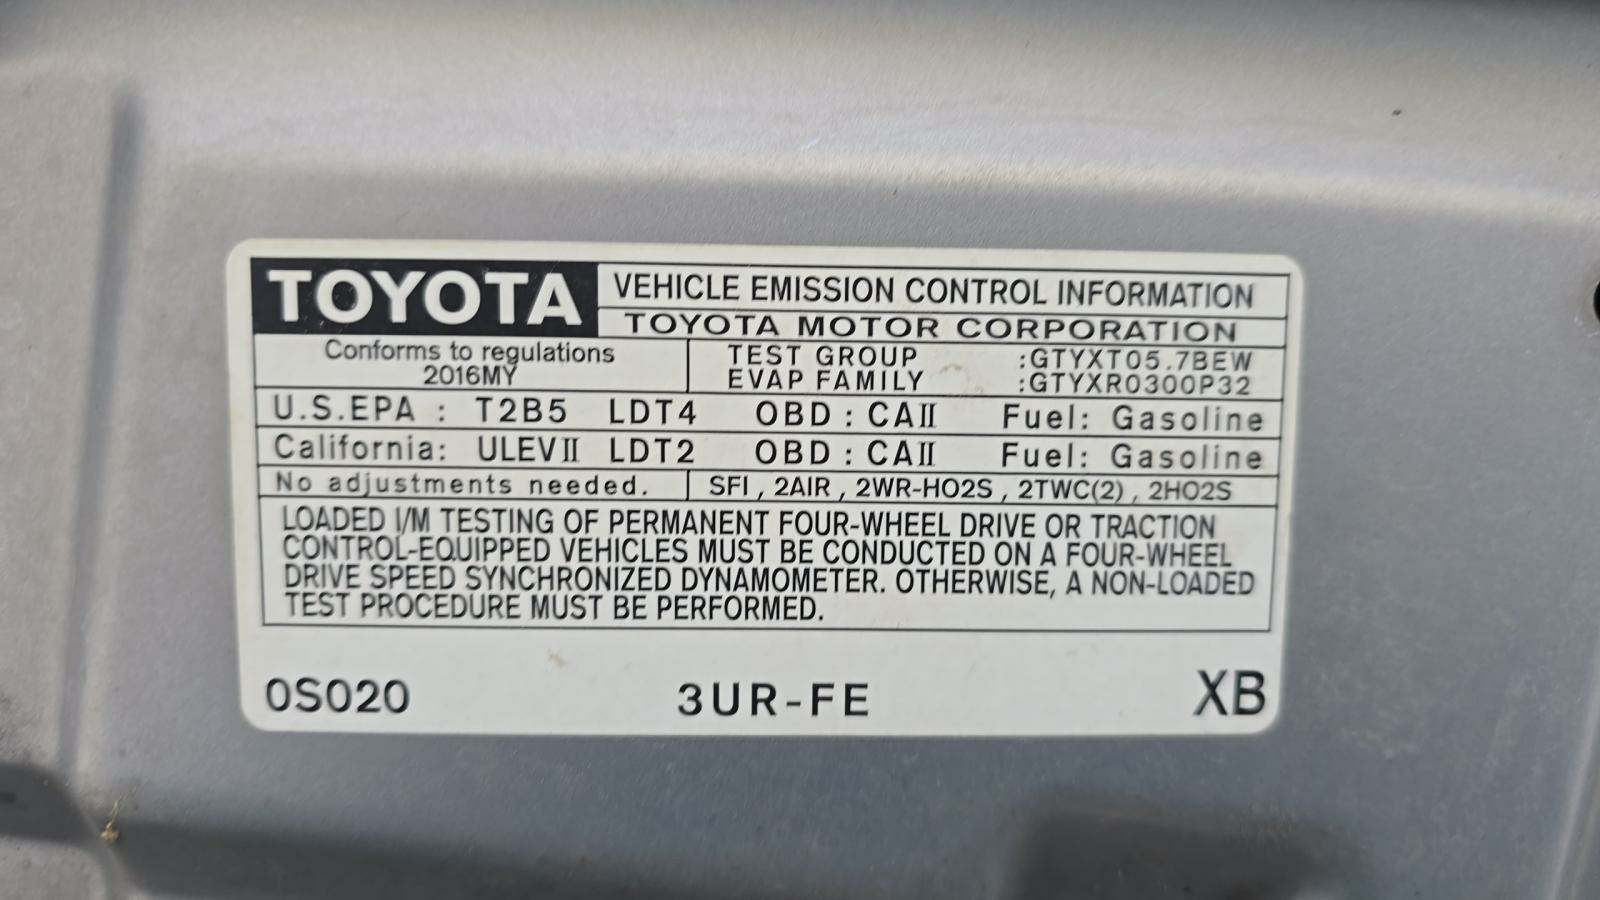 TOYOTA VEHICLE EMISSION CONTROL INFORMATION
TOYOTA MOTOR CORPORATION
Conforms to regulations
2016MY
TEST GROUP :GTYXT05.7BEW
EVAP FAMILY :GTYXR0300P32
U.S.EPA : T2B5 LDT4 OBD : CAII Fuel: Gasoline
California: ULEVII LDT2 OBD : CAII Fuel: Gasoline
No adjustments needed. SFI , 2AIR , 2WR-HO2S , 2TWC(2) , 2HO2S
LOADED I/M TESTING OF PERMANENT FOUR-WHEEL DRIVE OR TRACTION
CONTROL-EQUIPPED VEHICLES MUST BE CONDUCTED ON A FOUR-WHEEL
DRIVE SPEED SYNCHRONIZED DYNAMOMETER. OTHERWISE, A NON-LOADED
TEST PROCEDURE MUST BE PERFORMED.
0S020 3UR-FE XB